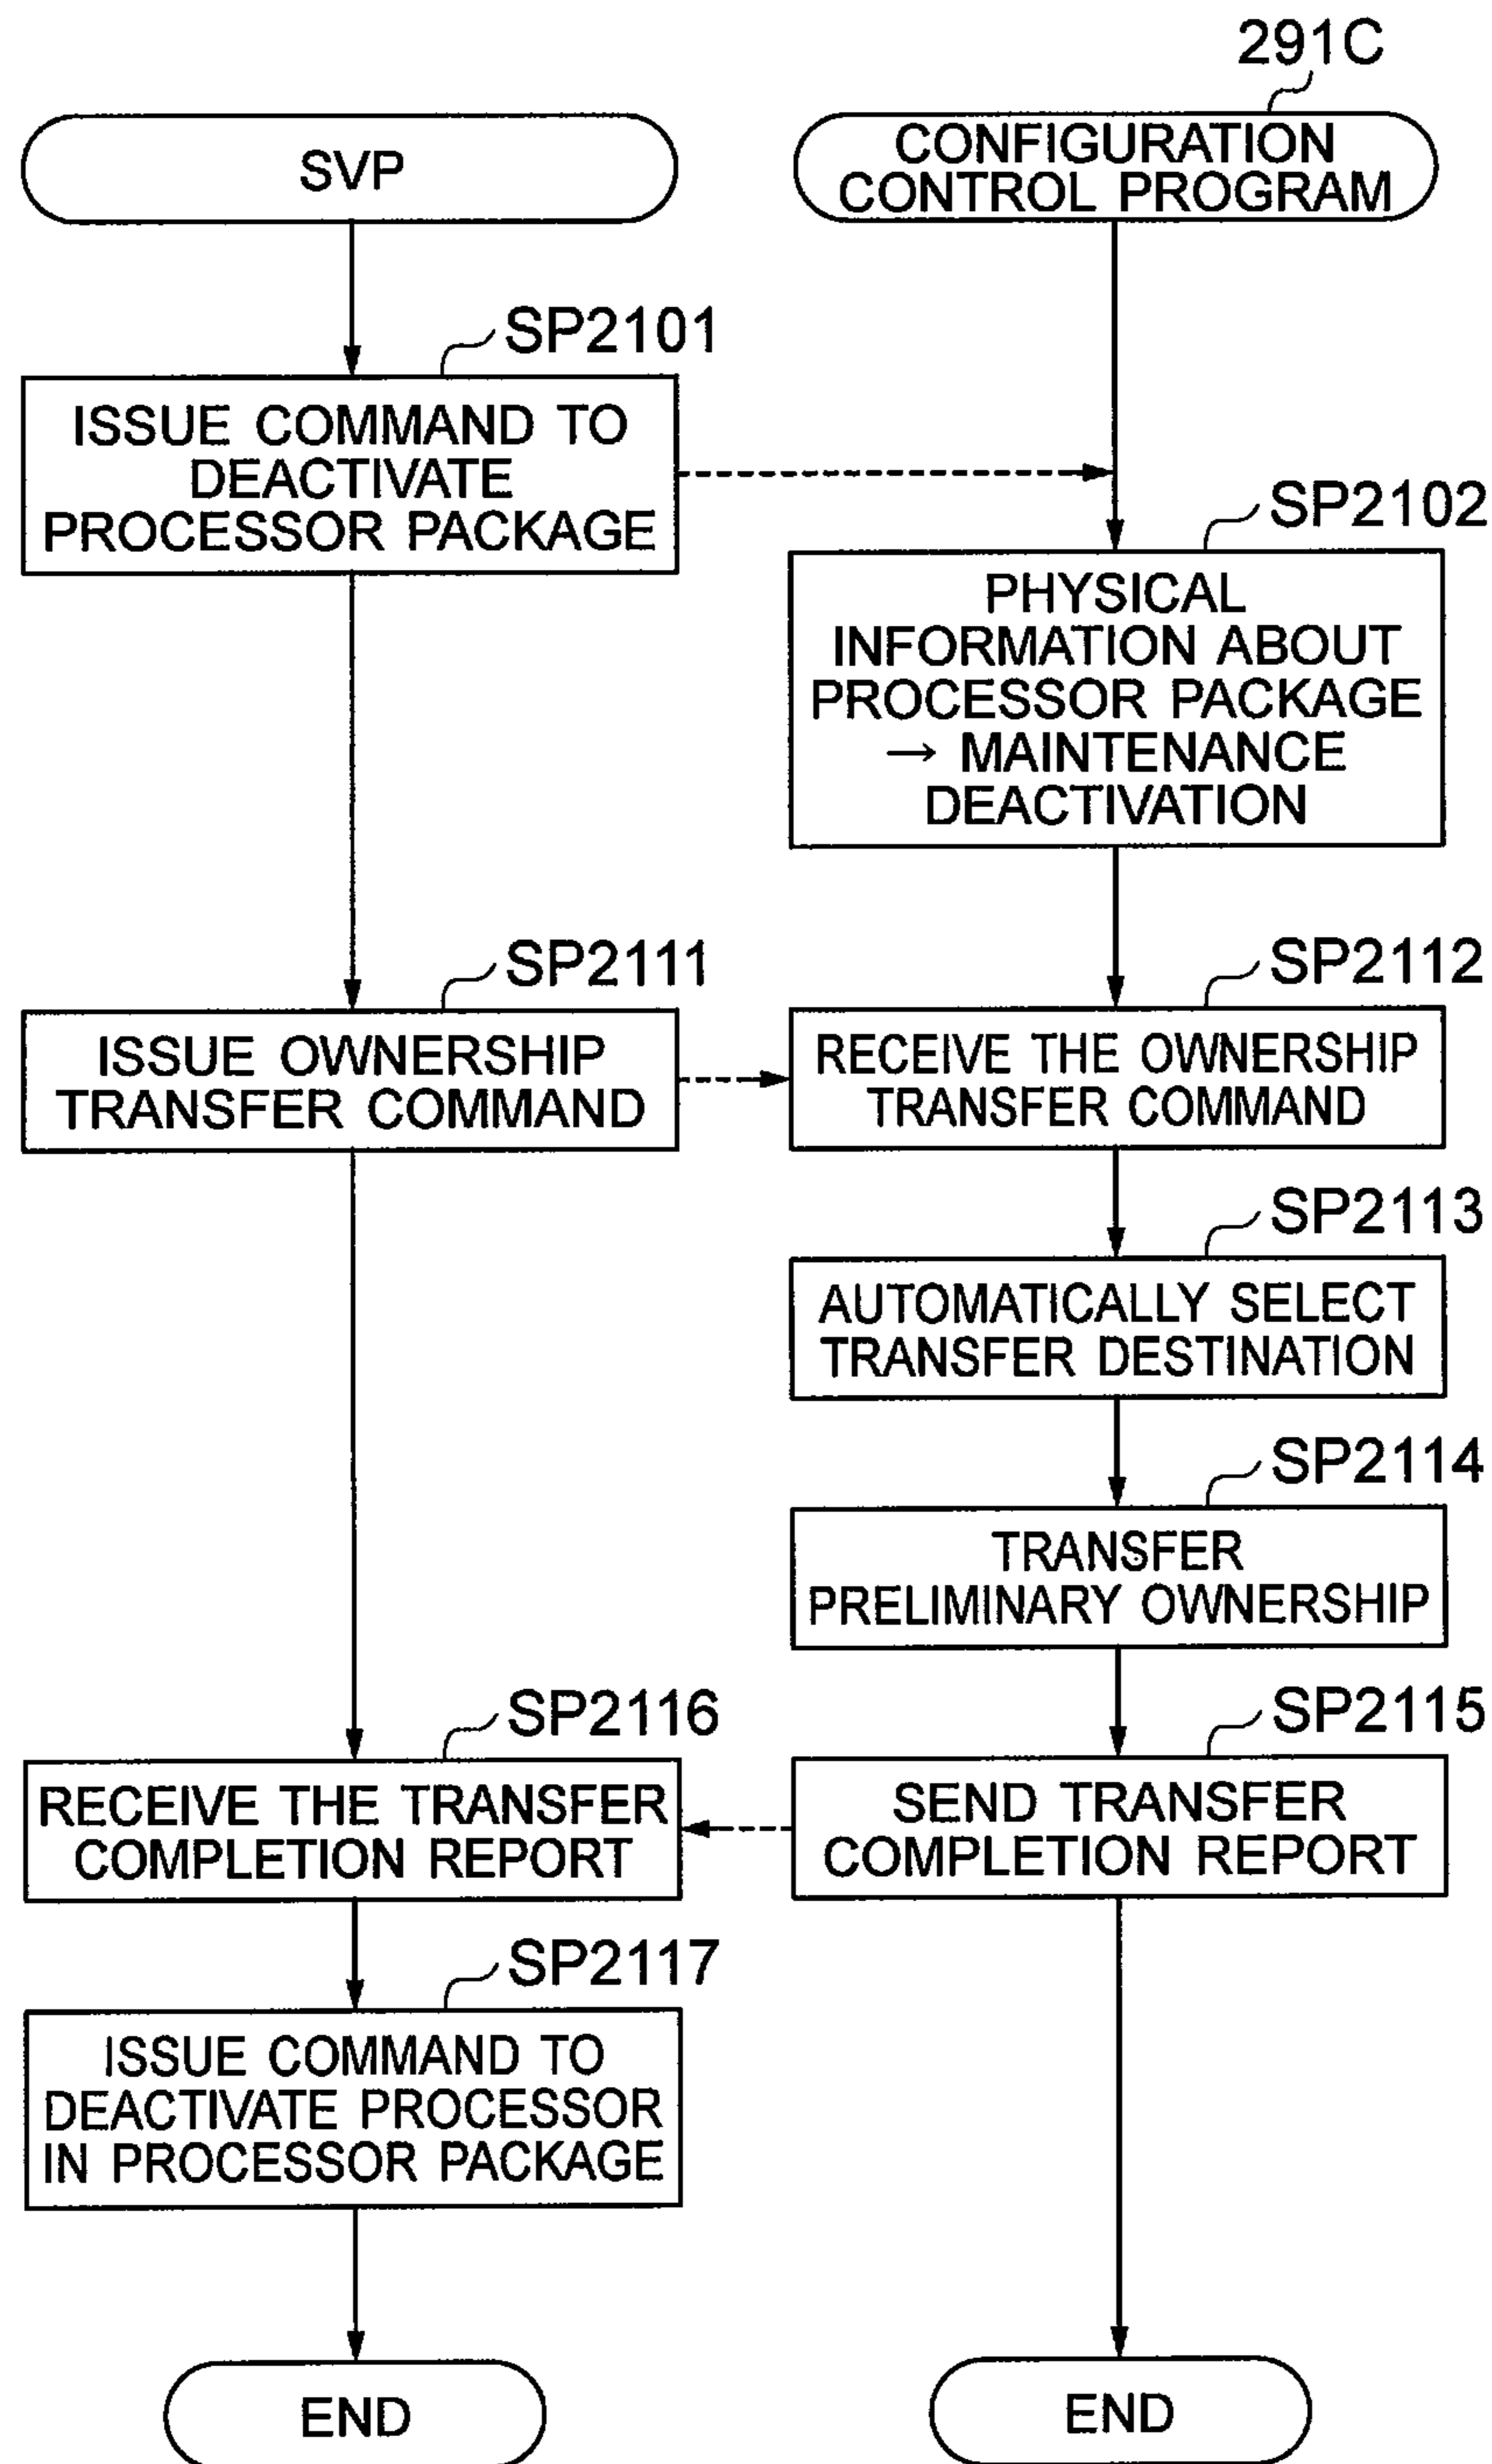 291C
SVP
CONFIGURATION
CONTROL PROGRAM
SP2101
ISSUE COMMAND TO
DEACTIVATE
PROCESSOR PACKAGE
SP2102
PHYSICAL
INFORMATION ABOUT
PROCESSOR PACKAGE
→ MAINTENANCE
DEACTIVATION
SP2111
ISSUE OWNERSHIP
TRANSFER COMMAND
SP2112
RECEIVE THE OWNERSHIP
TRANSFER COMMAND
SP2113
AUTOMATICALLY SELECT
TRANSFER DESTINATION
SP2114
TRANSFER
PRELIMINARY OWNERSHIP
SP2115
SEND TRANSFER
COMPLETION REPORT
SP2116
RECEIVE THE TRANSFER
COMPLETION REPORT
SP2117
ISSUE COMMAND TO
DEACTIVATE PROCESSOR
IN PROCESSOR PACKAGE
END
END